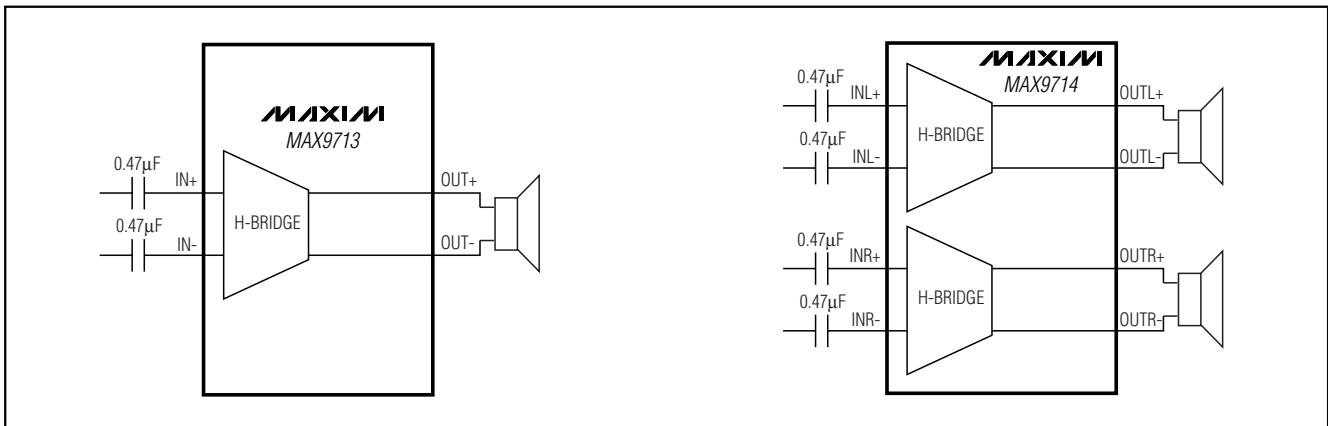 MAXIM
MAX9713
0.47μF
IN+
0.47μF
IN-
H-BRIDGE
OUT+
OUT-
MAXIM
MAX9714
0.47μF
INL+
0.47μF
INL-
H-BRIDGE
OUTL+
OUTL-
0.47μF
INR+
0.47μF
INR-
H-BRIDGE
OUTR+
OUTR-